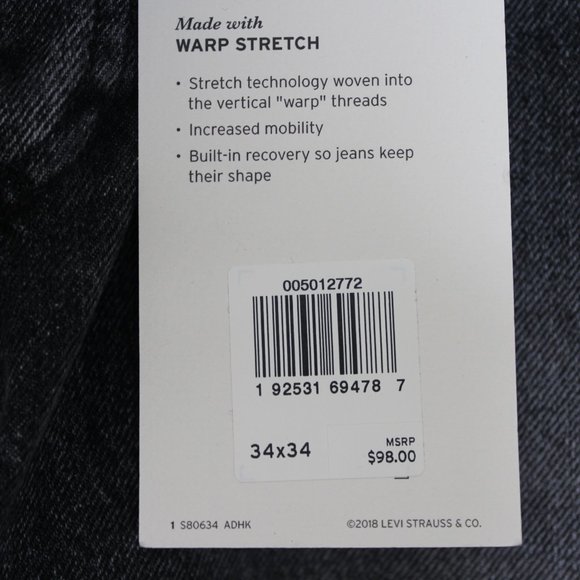 Made with
WARP STRETCH
• Stretch technology woven into
the vertical "warp" threads
• Increased mobility
• Built-in recovery so jeans keep
their shape
005012772
1 92531 69478 7
34x34
MSRP
$98.00
1 S80634 ADHK
©2018 LEVI STRAUSS & CO.